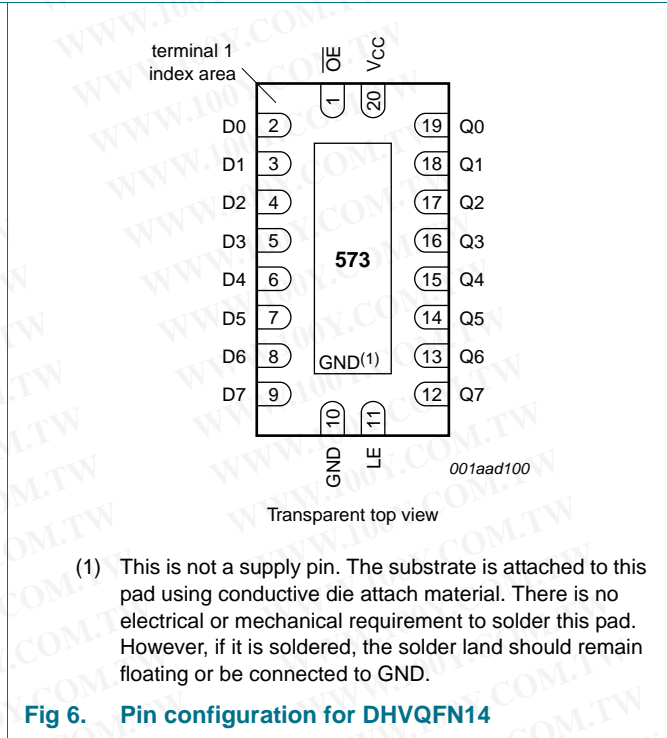 terminal 1
index area
OE
VCC
1
20
D0 2 19 Q0
D1 3 18 Q1
D2 4 17 Q2
D3 5 16 Q3
573
D4 6 15 Q4
D5 7 14 Q5
D6 8 GND(1) 13 Q6
D7 9 12 Q7
10
11
GND
LE
001aad100
Transparent top view
(1) This is not a supply pin. The substrate is attached to this
pad using conductive die attach material. There is no
electrical or mechanical requirement to solder this pad.
However, if it is soldered, the solder land should remain
floating or be connected to GND.
Fig 6. Pin configuration for DHVQFN14
WWW.100Y.COM.TW